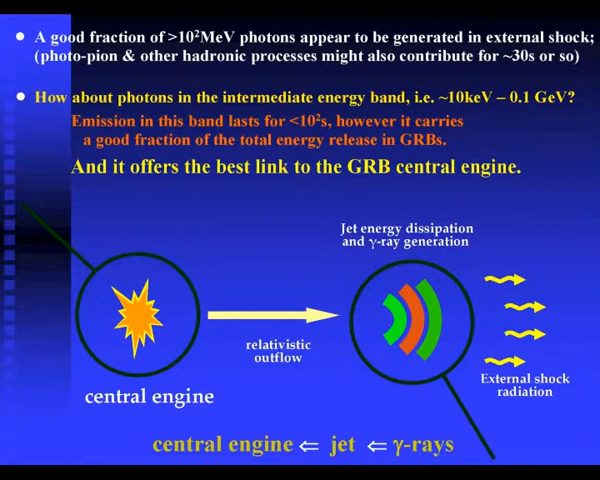 • A good fraction of >10²MeV photons appear to be generated in external shock;
(photo-pion & other hadronic processes might also contribute for ~30s or so)
• How about photons in the intermediate energy band, i.e. ~10keV – 0.1 GeV?
Emission in this band lasts for <10²s, however it carries
a good fraction of the total energy release in GRBs.
And it offers the best link to the GRB central engine.
Jet energy dissipation
and γ-ray generation
relativistic
outflow
External shock
radiation
central engine
central engine ⇐ jet ⇐ γ-rays